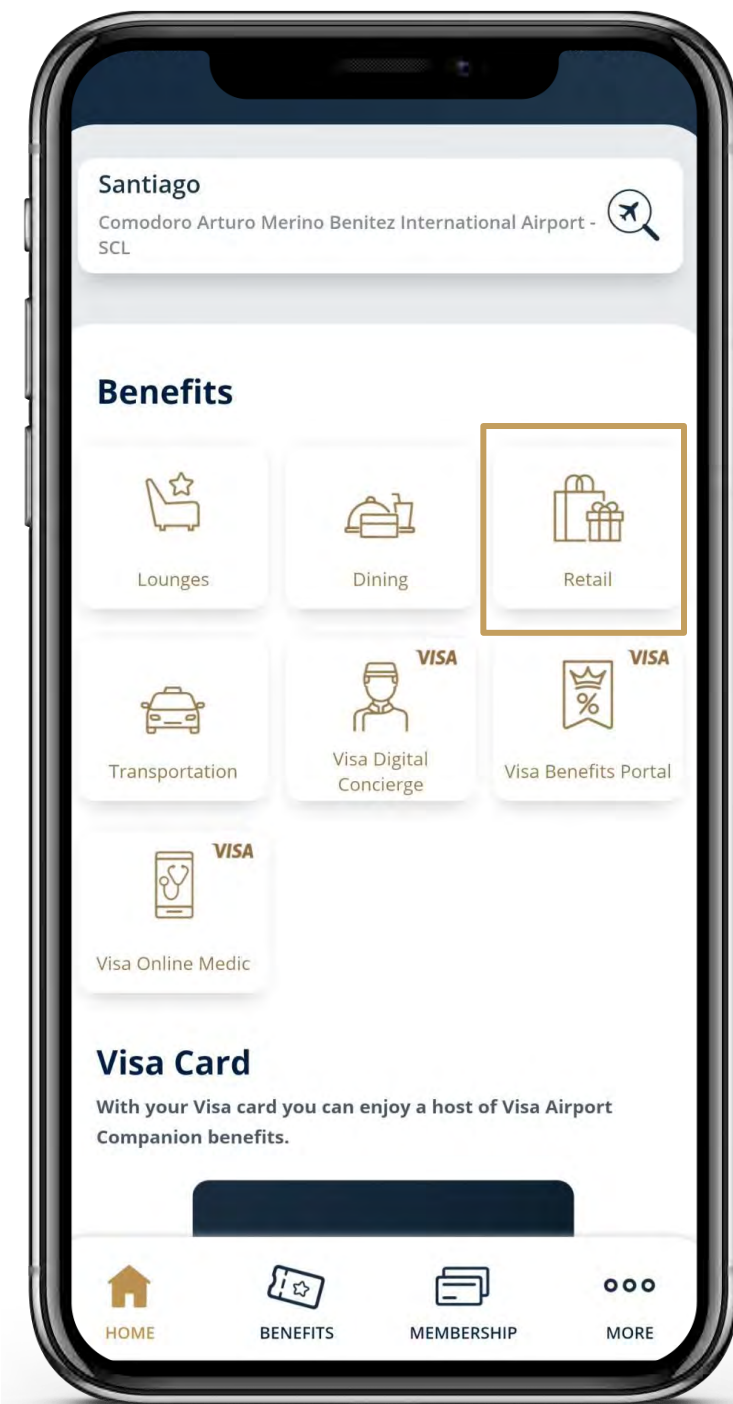 Santiago
Comodoro Arturo Merino Benitez International Airport -
SCL
Benefits
Lounges
Dining
Retail
Transportation
VISA
Visa Digital
Concierge
VISA
Visa Benefits Portal
VISA
Visa Online Medic
Visa Card
With your Visa card you can enjoy a host of Visa Airport
Companion benefits.
HOME
BENEFITS
MEMBERSHIP
MORE